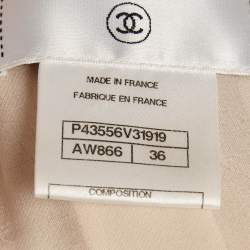 MADE IN FRANCE
FABRIQUE EN FRANCE
P43556V31919
AW866 36
COMPOSITION